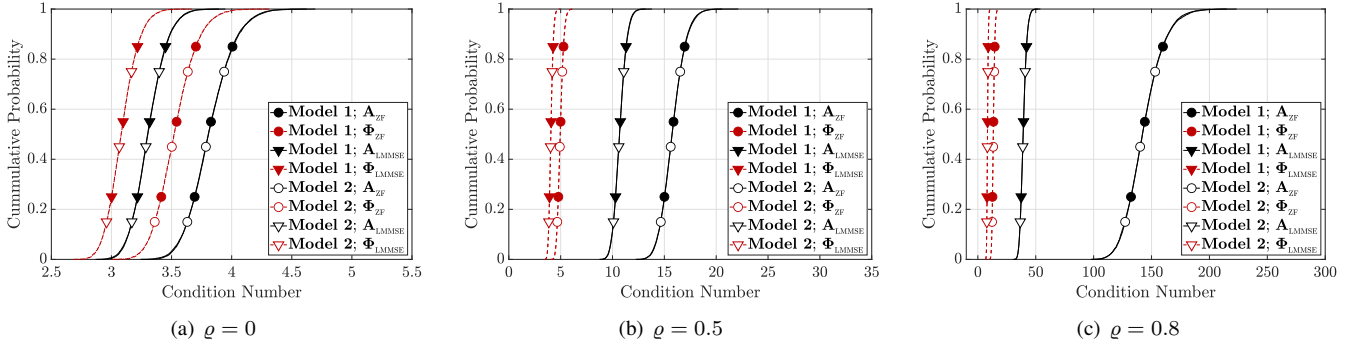 Cummulative Probability
1
0.8
0.6
0.4
0.2
0
2.5 3 3.5 4 4.5 5 5.5
Condition Number
Model 1; A_ZF
Model 1; Φ_ZF
Model 1; A_LMMSE
Model 1; Φ_LMMSE
Model 2; A_ZF
Model 2; Φ_ZF
Model 2; A_LMMSE
Model 2; Φ_LMMSE
(a) ϱ = 0
Cummulative Probability
1
0.8
0.6
0.4
0.2
0
0 5 10 15 20 25 30 35
Condition Number
Model 1; A_ZF
Model 1; Φ_ZF
Model 1; A_LMMSE
Model 1; Φ_LMMSE
Model 2; A_ZF
Model 2; Φ_ZF
Model 2; A_LMMSE
Model 2; Φ_LMMSE
(b) ϱ = 0.5
Cummulative Probability
1
0.8
0.6
0.4
0.2
0
0 50 100 150 200 250 300
Condition Number
Model 1; A_ZF
Model 1; Φ_ZF
Model 1; A_LMMSE
Model 1; Φ_LMMSE
Model 2; A_ZF
Model 2; Φ_ZF
Model 2; A_LMMSE
Model 2; Φ_LMMSE
(c) ϱ = 0.8